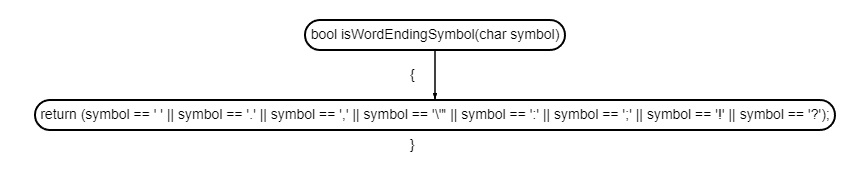 bool isWordEndingSymbol(char symbol)
{
return (symbol == ' ' || symbol == '.' || symbol == ',' || symbol == '\'" || symbol == ':' || symbol == ';' || symbol == '!' || symbol == '?');
}